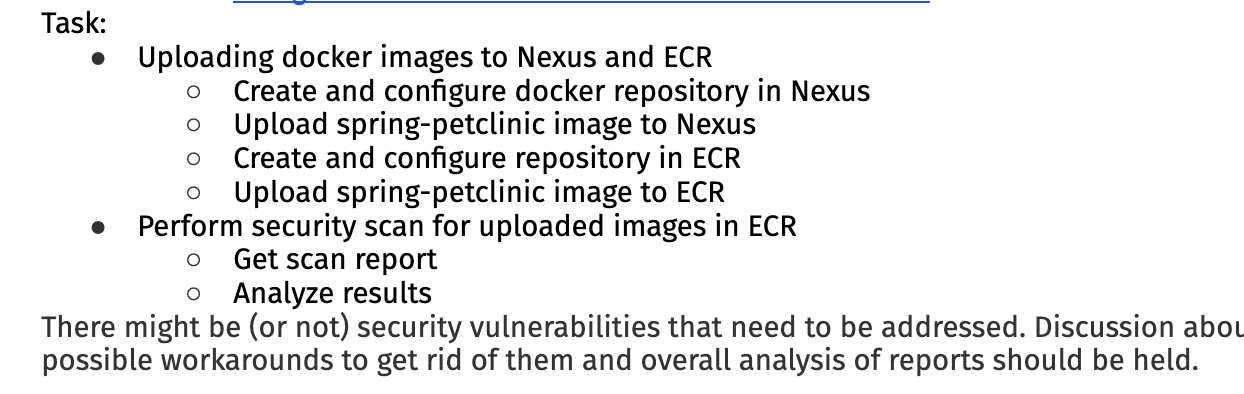 Task:
● Uploading docker images to Nexus and ECR
○ Create and configure docker repository in Nexus
○ Upload spring-petclinic image to Nexus
○ Create and configure repository in ECR
○ Upload spring-petclinic image to ECR
● Perform security scan for uploaded images in ECR
○ Get scan report
○ Analyze results
There might be (or not) security vulnerabilities that need to be addressed. Discussion abou
possible workarounds to get rid of them and overall analysis of reports should be held.